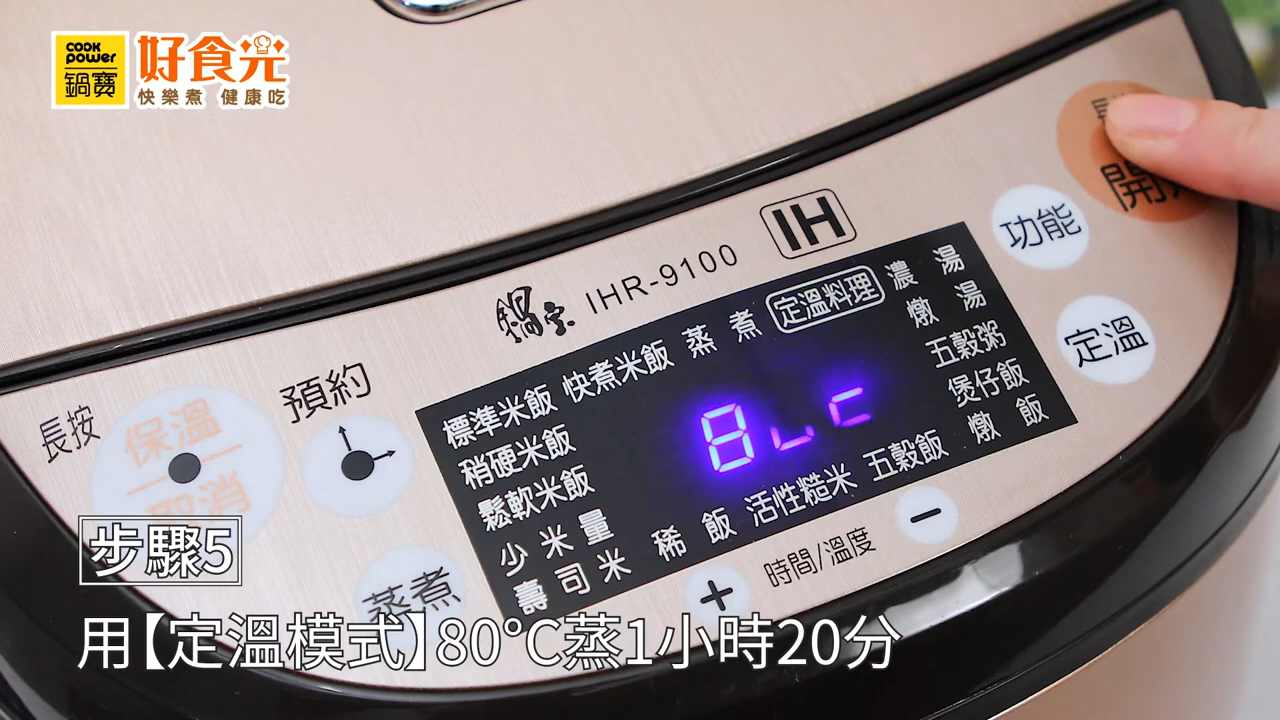 COOK
power
鍋寶
好食光
快樂煮 健康吃
開
功能
定溫
IH
鍋宝 IHR-9100
標準米飯 快煮米飯 蒸煮 定溫料理 濃湯
稍硬米飯
鬆軟米飯
少米量
壽司米
稀飯 活性糙米 五穀飯 燉飯
燉湯
五穀粥
煲仔飯
8
C
時間/溫度
+
-
預約
長按
保溫
取消
蒸煮
步驟5
用【定溫模式】80℃蒸1小時20分